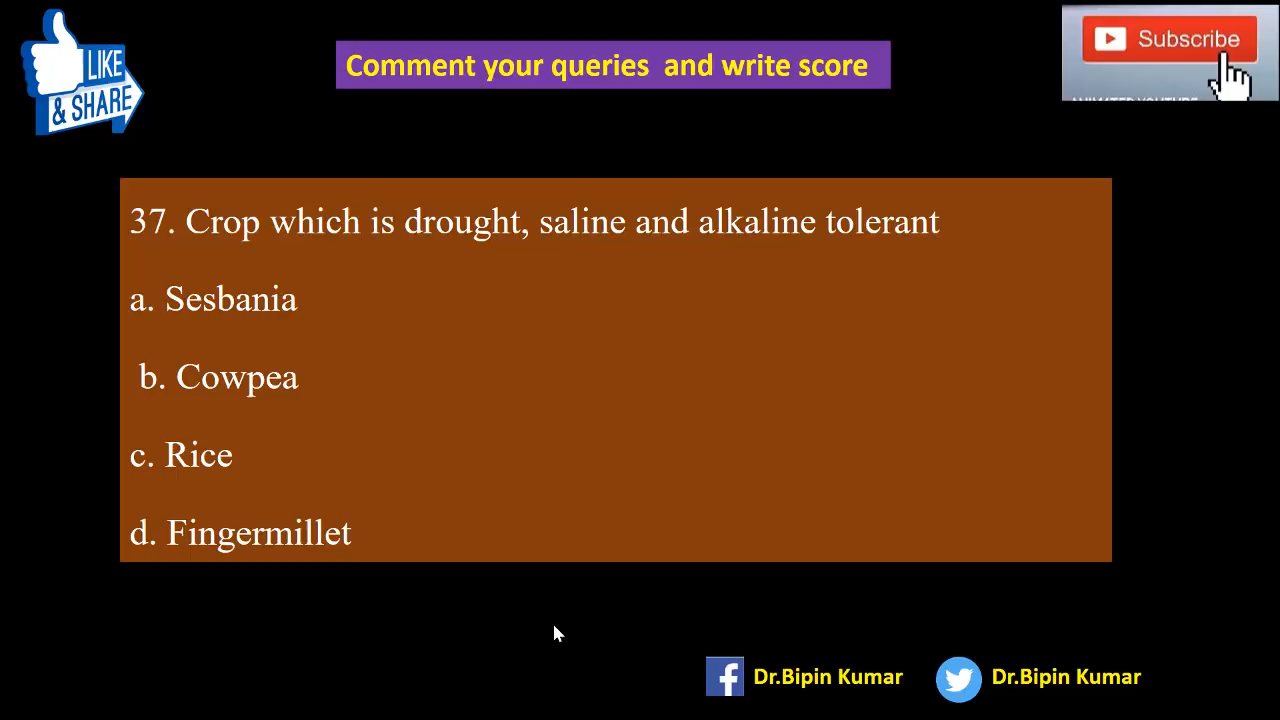 LIKE
& SHARE
Comment your queries and write score
Subscribe
37. Crop which is drought, saline and alkaline tolerant
a. Sesbania
b. Cowpea
c. Rice
d. Fingermillet
Dr.Bipin Kumar
Dr.Bipin Kumar